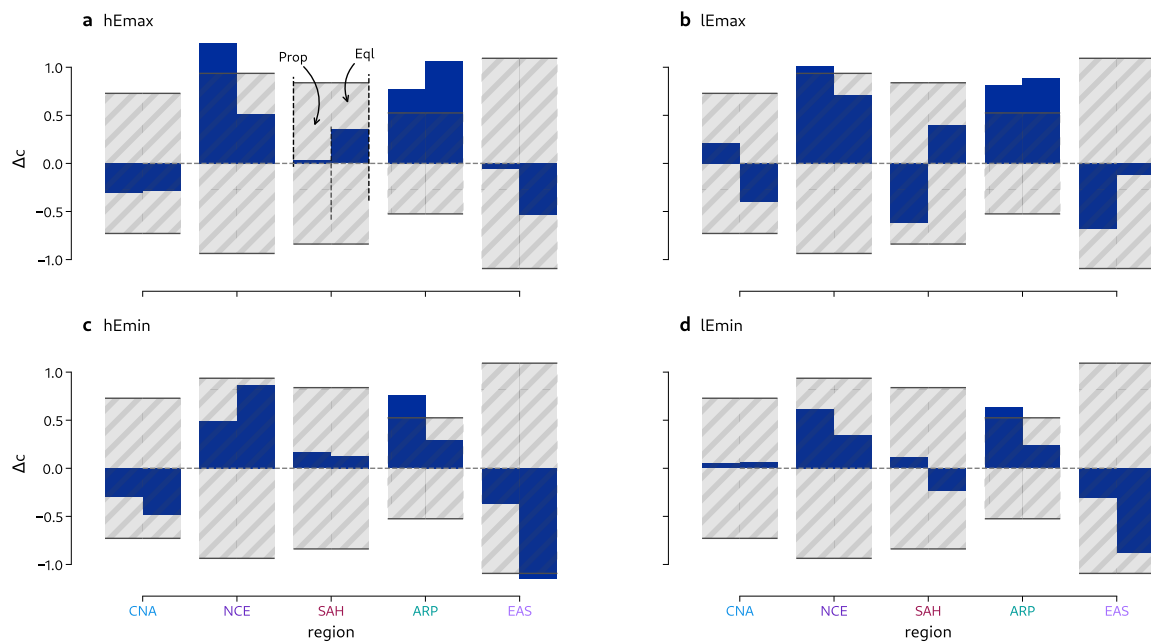 a hEmax
b lEmax
Prop
Eql
1.0
0.5
0.0
−0.5
−1.0
Δc
c hEmin
d lEmin
1.0
0.5
0.0
−0.5
−1.0
Δc
CNA NCE SAH ARP EAS
CNA NCE SAH ARP EAS
region
region